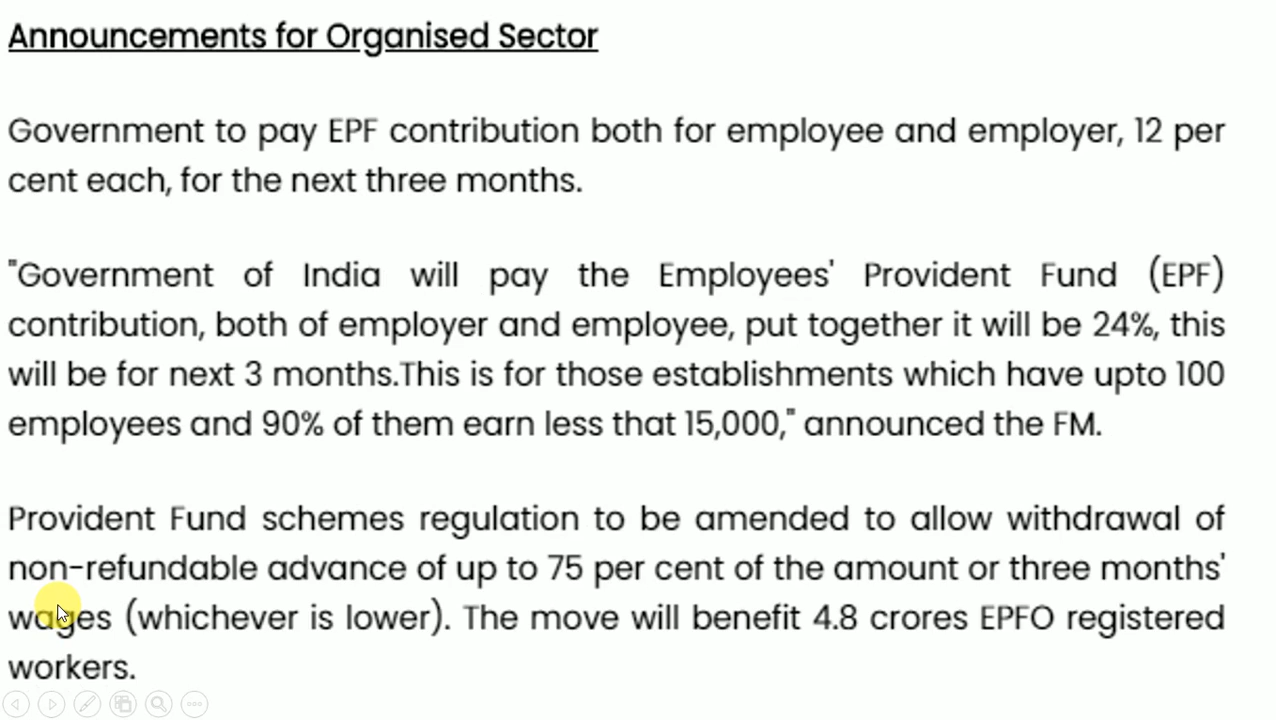 Announcements for Organised Sector
Government to pay EPF contribution both for employee and employer, 12 per
cent each, for the next three months.
"Government of India will pay the Employees' Provident Fund (EPF)
contribution, both of employer and employee, put together it will be 24%, this
will be for next 3 months.This is for those establishments which have upto 100
employees and 90% of them earn less that 15,000," announced the FM.
Provident Fund schemes regulation to be amended to allow withdrawal of
non-refundable advance of up to 75 per cent of the amount or three months'
wages (whichever is lower). The move will benefit 4.8 crores EPFO registered
workers.